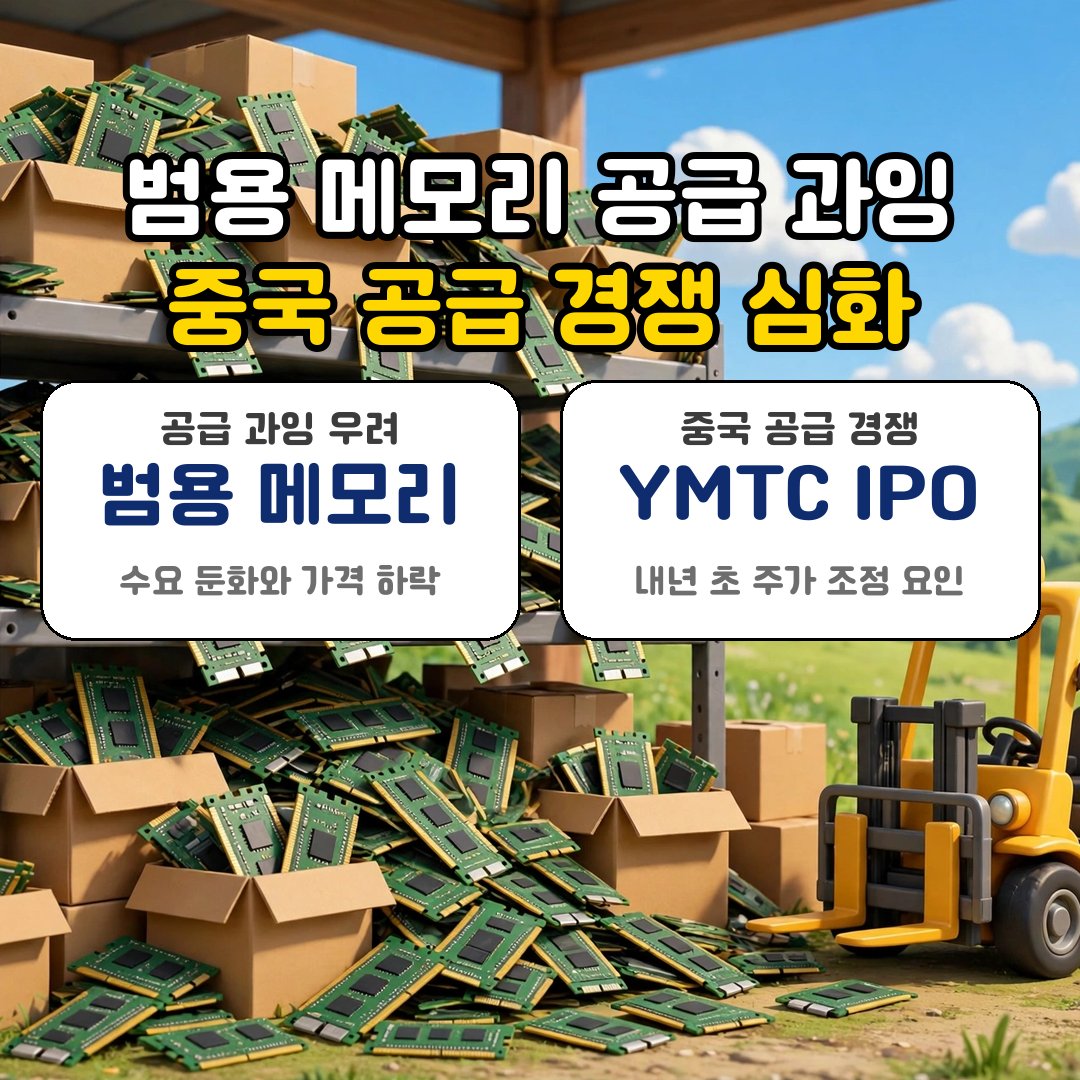 범용 메모리 공급 과잉
중국 공급 경쟁 심화
공급 과잉 우려
범용 메모리
수요 둔화와 가격 하락
중국 공급 경쟁
YMTC IPO
내년 초 주가 조정 요인